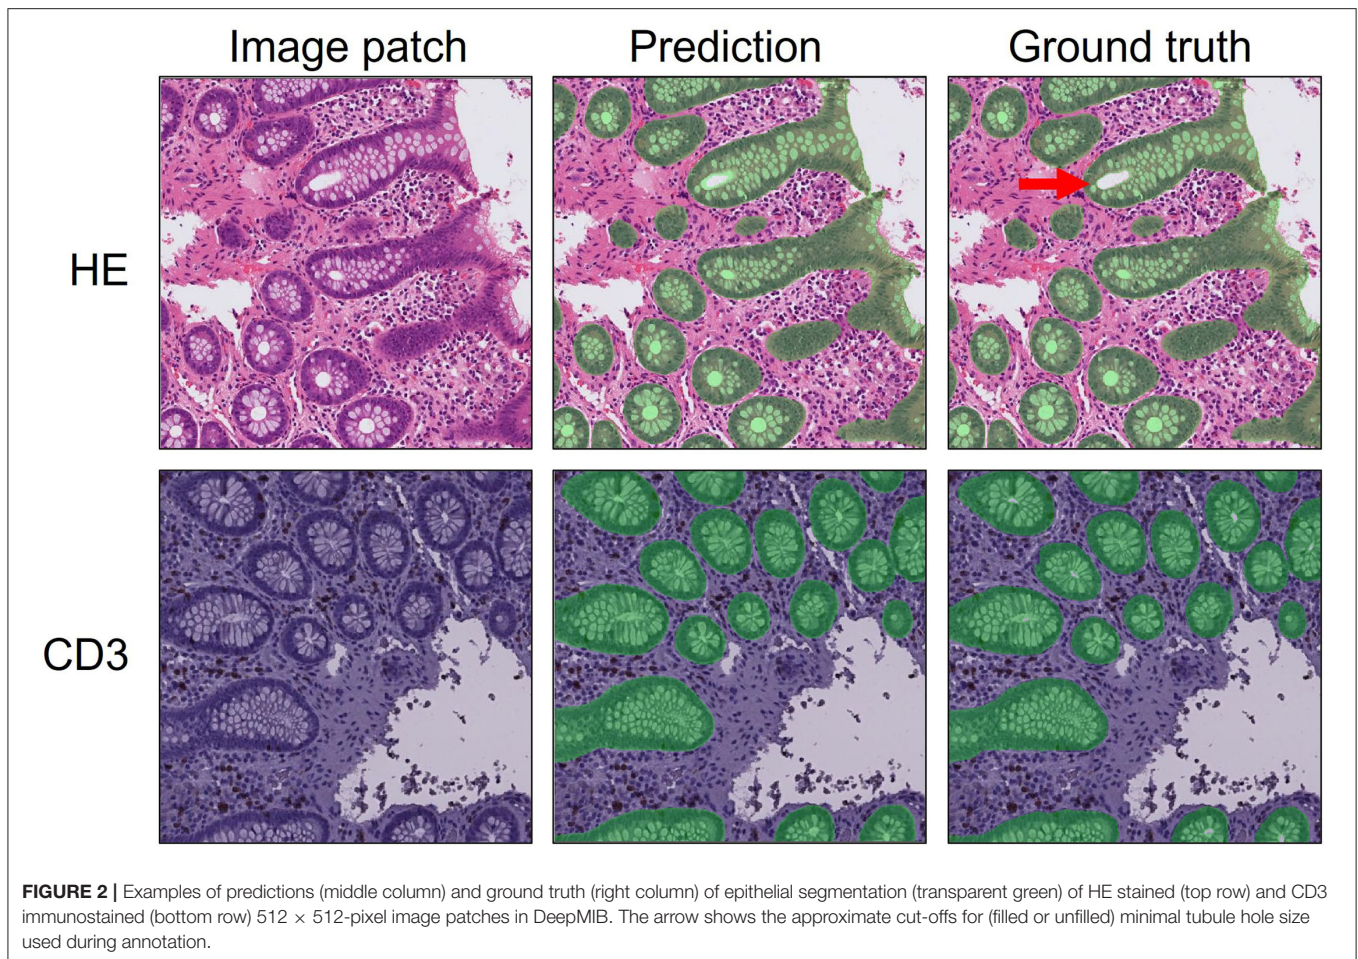 Image patch Prediction Ground truth
HE
CD3
FIGURE 2 | Examples of predictions (middle column) and ground truth (right column) of epithelial segmentation (transparent green) of HE stained (top row) and CD3
immunostained (bottom row) 512 × 512-pixel image patches in DeepMIB. The arrow shows the approximate cut-offs for (filled or unfilled) minimal tubule hole size
used during annotation.